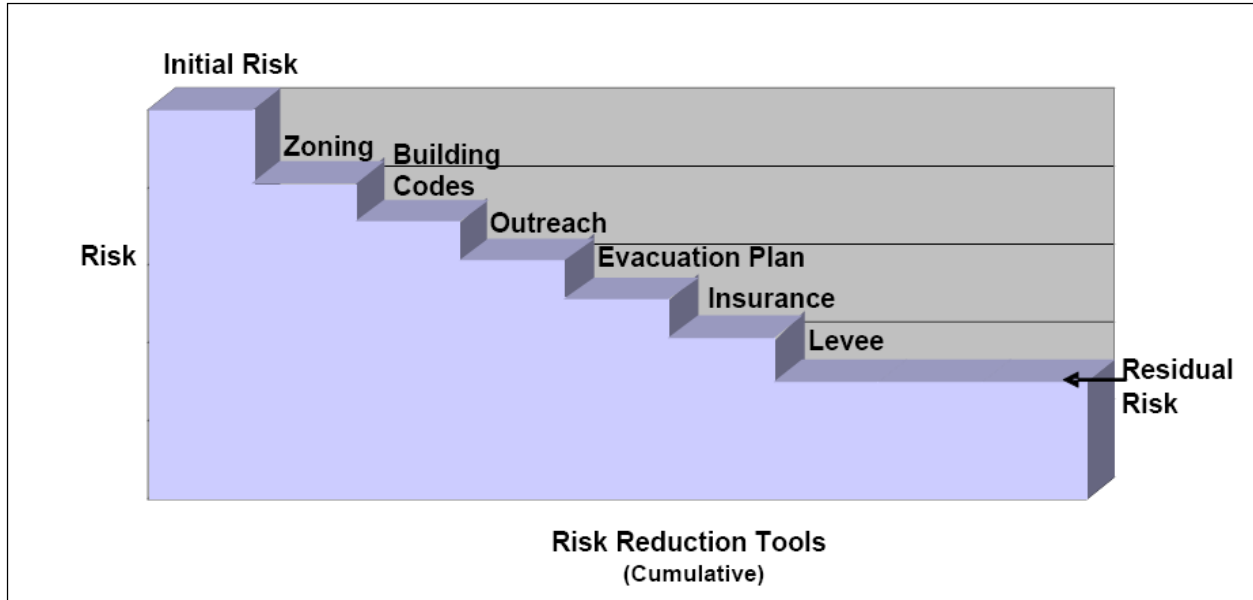 Initial Risk
Zoning
Building
Codes
Outreach
Risk
Evacuation Plan
Insurance
Levee
Residual
Risk
Risk Reduction Tools
(Cumulative)